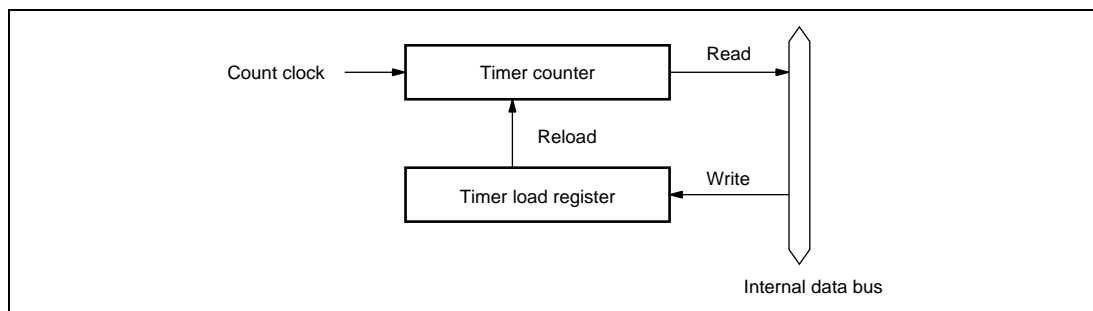 Read
Count clock
Timer counter
Reload
Write
Timer load register
Internal data bus